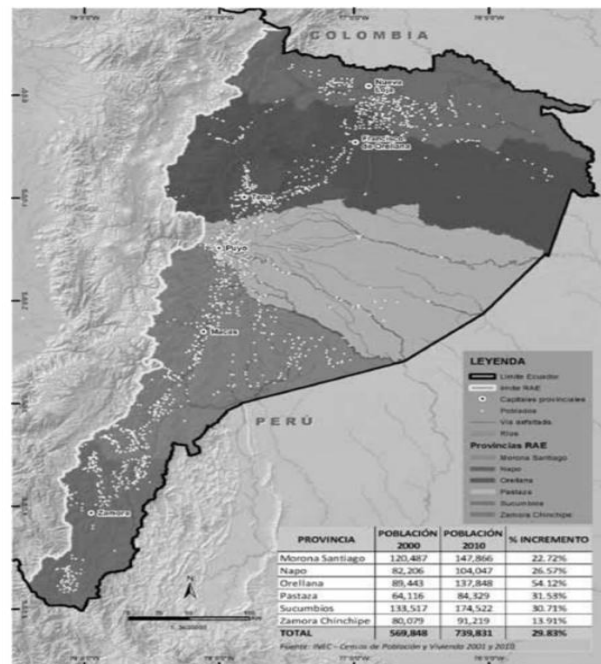 COLOMBIA
Nueva
Loja
Francisco
de Orellana
Tena
Puyo
Macas
PERÚ
Zamora
LEYENDA
Límite Ecuador
límite RAE
Capitales provinciales
Poblados
Vía asfaltada
Ríos
Provincias RAE
Morona Santiago
Napo
Orellana
Pastaza
Sucumbíos
Zamora Chinchipe
N
PROVINCIA POBLACIÓN 2000 POBLACIÓN 2010 % INCREMENTO
Morona Santiago 120,487 147,866 22.72%
Napo 82,206 104,047 26.57%
Orellana 89,443 137,848 54.12%
Pastaza 64,116 84,329 31.53%
Sucumbíos 133,517 174,522 30.71%
Zamora Chinchipe 80,079 91,219 13.91%
TOTAL 569,848 739,831 29.83%
Fuente: INEC - Censos de Población y Vivienda 2001 y 2010